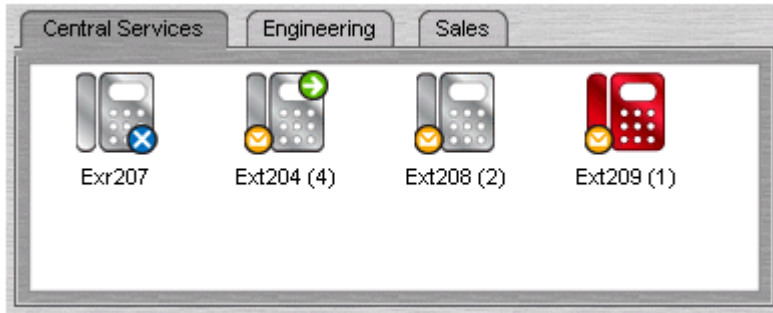 Central Services Engineering Sales
Exr207 Ext204 (4) Ext208 (2) Ext209 (1)